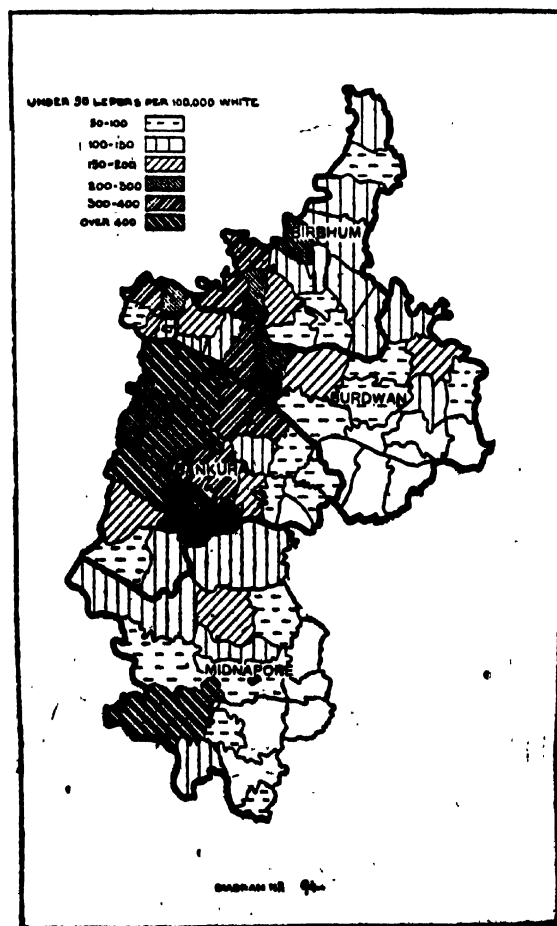 UNDER 50 LEPERS PER 100,000 WHITE
50-100
100-150
150-200
200-300
300-400
OVER 400
BIRBHUM
BURDWAN
BANKURA
MIDNAPORE
DIAGRAM Nº